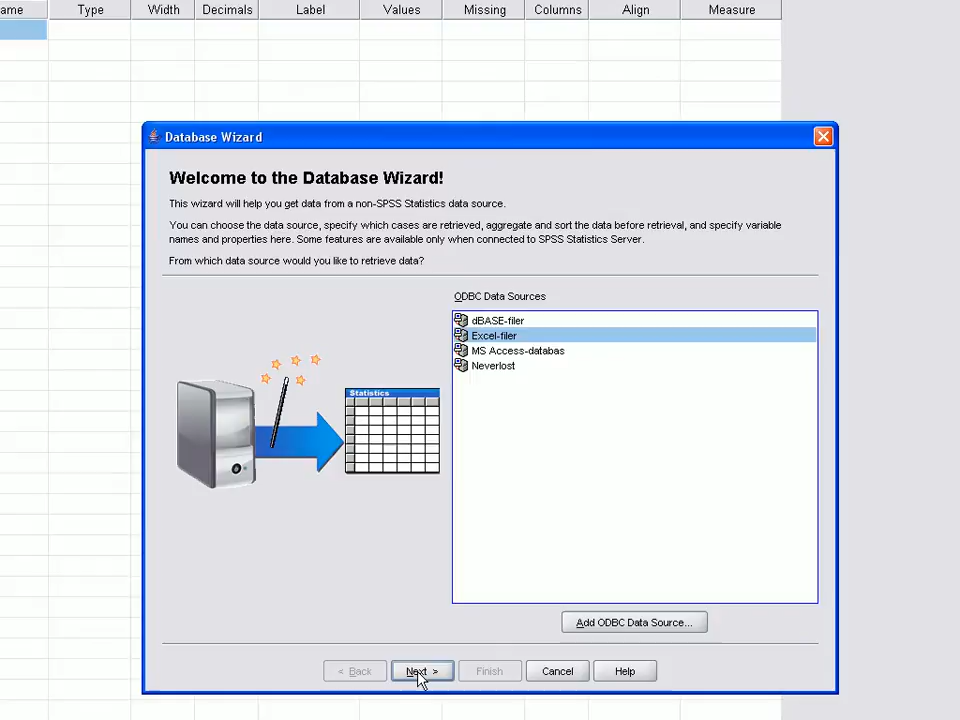 ame Type Width Decimals Label Values Missing Columns Align Measure
Database Wizard
Welcome to the Database Wizard!
This wizard will help you get data from a non-SPSS Statistics data source.
You can choose the data source, specify which cases are retrieved, aggregate and sort the data before retrieval, and specify variable
names and properties here. Some features are available only when connected to SPSS Statistics Server.
From which data source would you like to retrieve data?
ODBC Data Sources
dBASE-filer
Excel-filer
MS Access-databas
Neverlost
Statistics
Add ODBC Data Source...
< Back Next > Finish Cancel Help